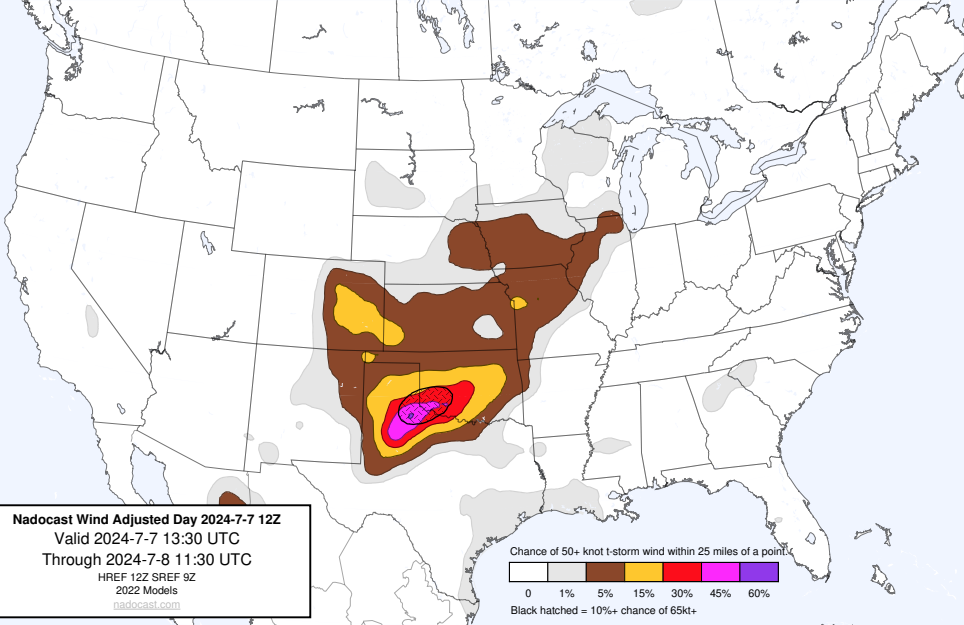 Nadocast Wind Adjusted Day 2024-7-7 12Z
Valid 2024-7-7 13:30 UTC
Through 2024-7-8 11:30 UTC
HREF 12Z SREF 9Z
2022 Models
nadocast.com
Chance of 50+ knot t-storm wind within 25 miles of a point.
0 1% 5% 15% 30% 45% 60%
Black hatched = 10%+ chance of 65kt+